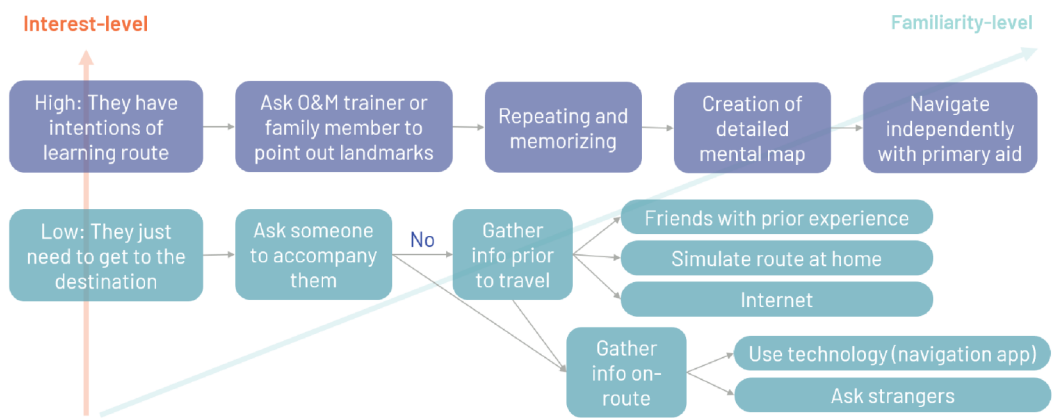 Interest-level
Familiarity-level
High: They have
intentions of
learning route
Ask O&M trainer or
family member to
point out landmarks
Repeating and
memorizing
Creation of
detailed
mental map
Navigate
independently
with primary aid
Low: They just
need to get to the
destination
Ask someone
to accompany
them
No
Gather
info prior
to travel
Friends with prior experience
Simulate route at home
Internet
Gather
info on-
route
Use technology (navigation app)
Ask strangers